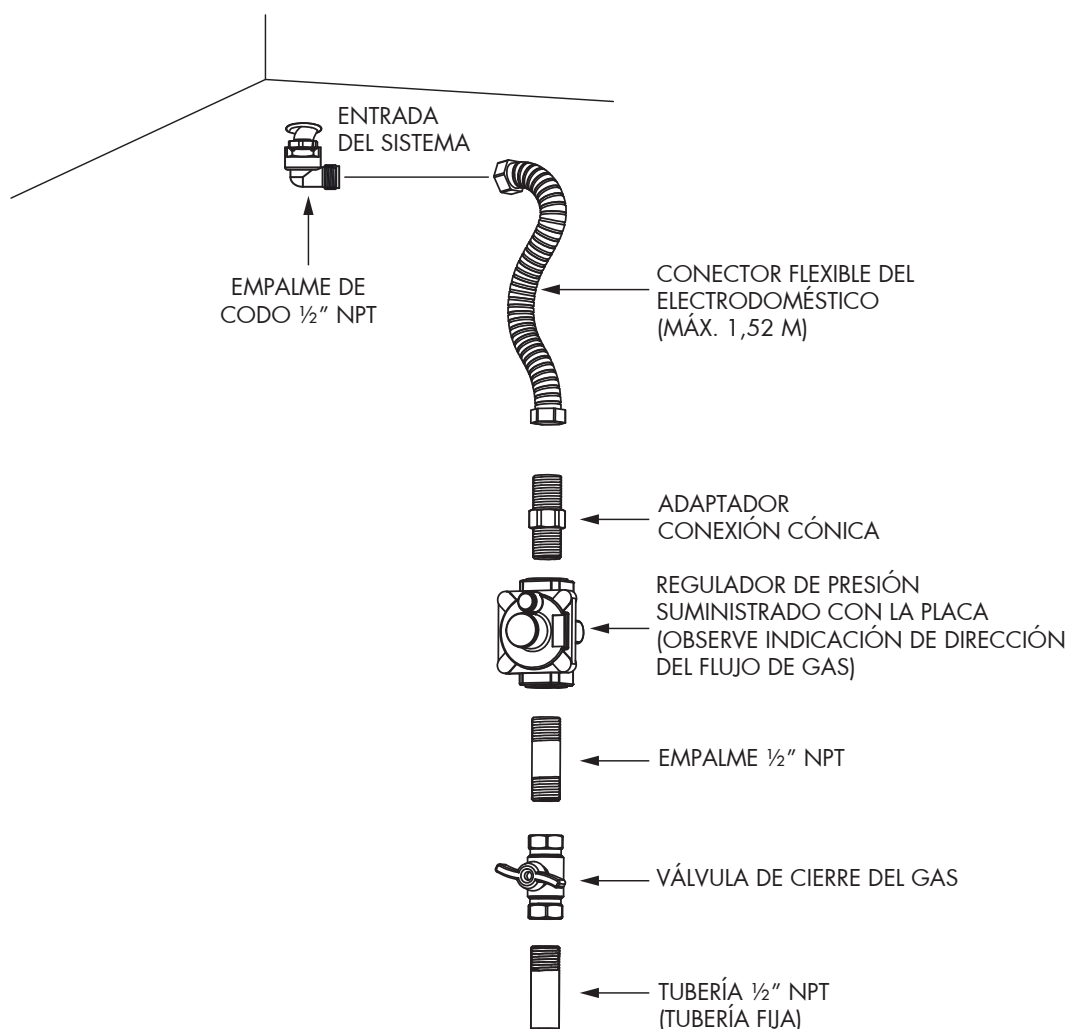 ENTRADA
DEL SISTEMA
EMPALME DE
CODO ½” NPT
CONECTOR FLEXIBLE DEL
ELECTRODOMÉSTICO
(MÁX. 1,52 M)
ADAPTADOR
CONEXIÓN CÓNICA
REGULADOR DE PRESIÓN
SUMINISTRADO CON LA PLACA
(OBSERVE INDICACIÓN DE DIRECCIÓN
DEL FLUJO DE GAS)
EMPALME ½” NPT
VÁLVULA DE CIERRE DEL GAS
TUBERÍA ½” NPT
(TUBERÍA FIJA)